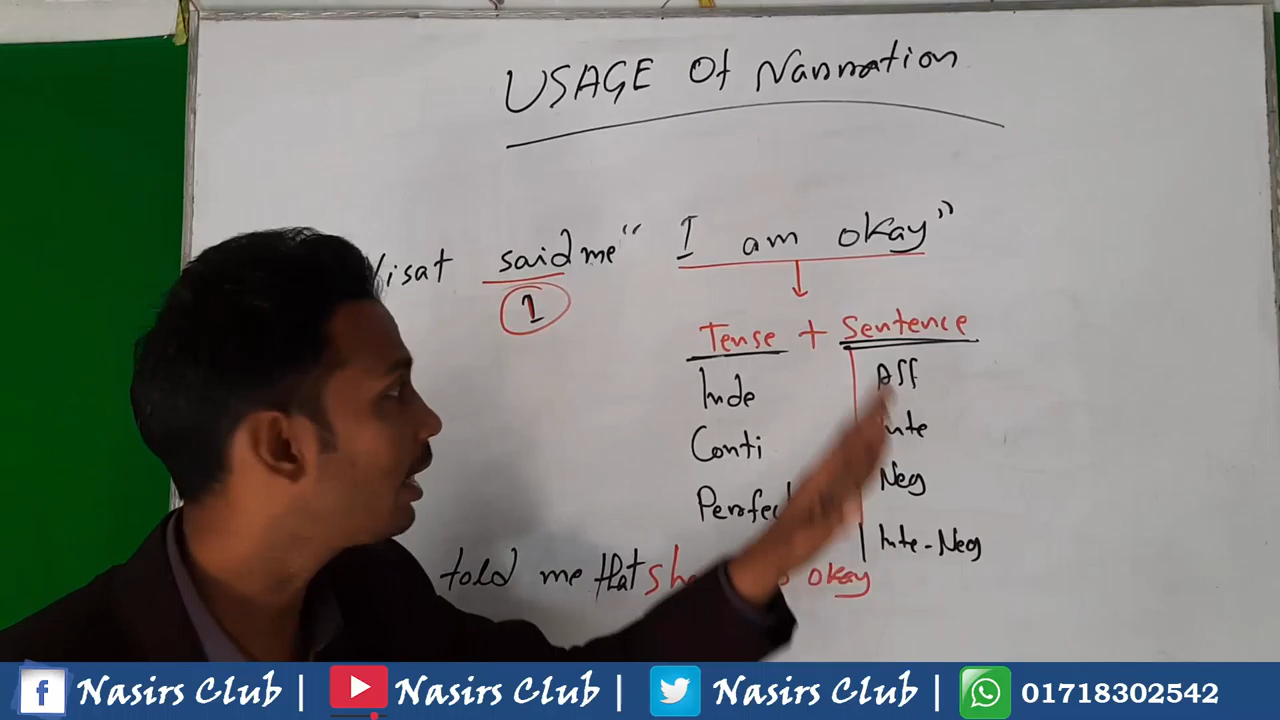 USAGE Of Narration
said me “ I am okay”
1
Tense + Sentence
Inde
Aff
Conti
Neg
Inte-Neg
told me that okay
Nasirs Club | Nasirs Club | Nasirs Club | 01718302542